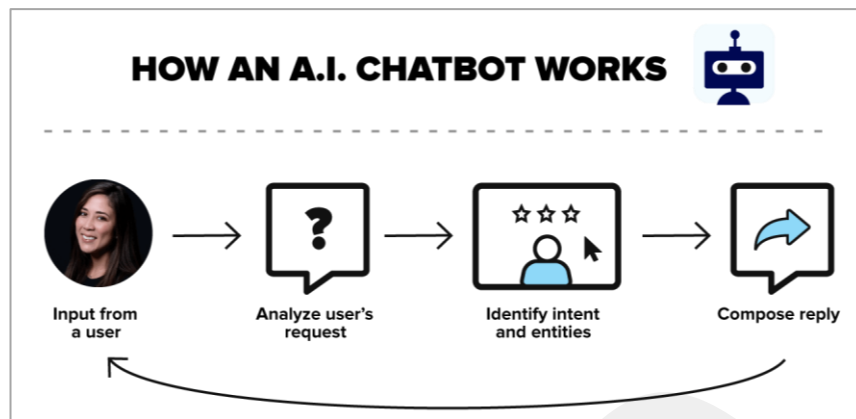 HOW AN A.I. CHATBOT WORKS
?
Input from
a user
Analyze user's
request
Identify intent
and entities
Compose reply